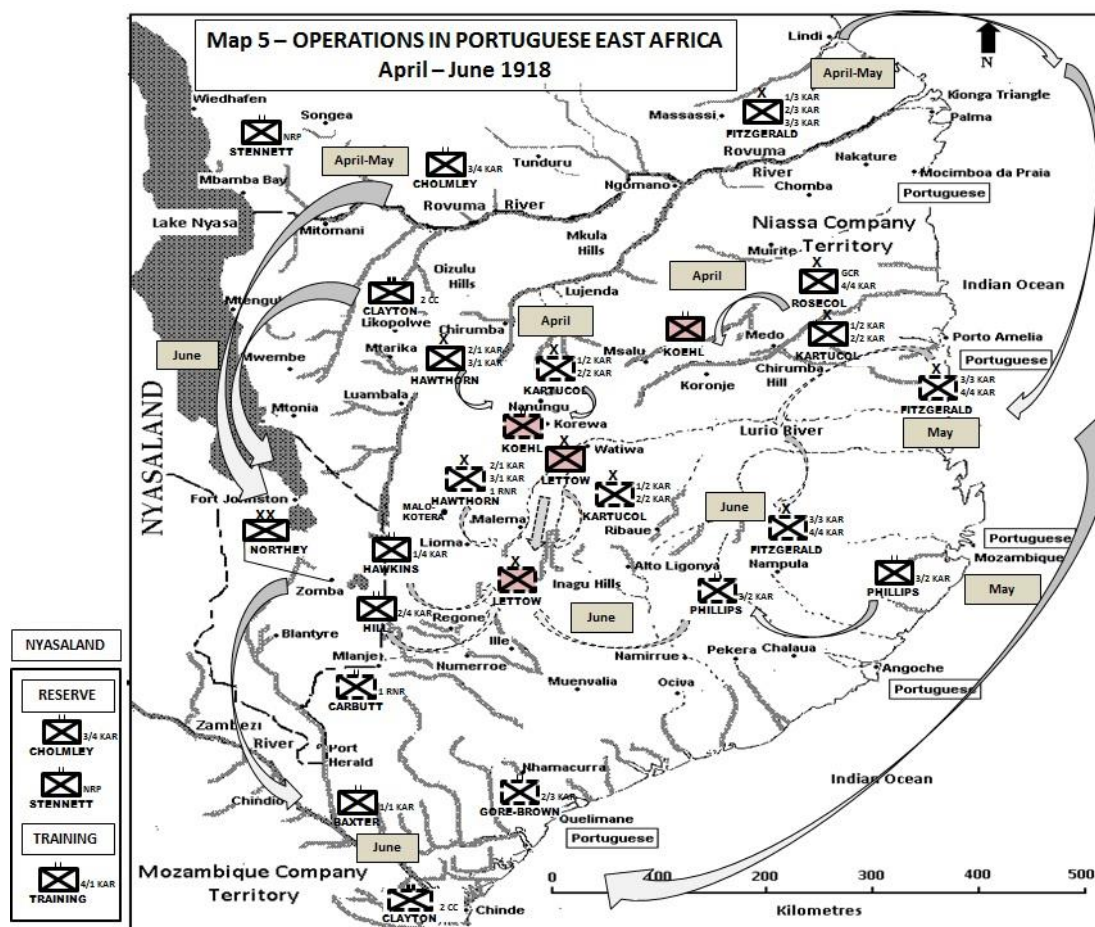 Map 5 – OPERATIONS IN PORTUGUESE EAST AFRICA
April – June 1918
Lindi
April-May
N
Wiedhafen
Songea
NRP
STENNETT
Massassi
1/3 KAR
2/3 KAR
3/3 KAR
FITZGERALD
Kionga Triangle
Palma
April-May
3/4 KAR
CHOLMLEY
Tunduru
Rovuma
River
Nakature
Mbamba Bay
Ngomano
Chomba
Mocimboa da Praia
Portuguese
Lake Nyasa
Rovuma
River
Mitomani
Mkula
Hills
Niassa Company
Territory
Muirite
Oizulu
Hills
April
GCR
4/4 KAR
ROSECOL
Indian Ocean
Lujenda
2 CC
CLAYTON
Likopolwe
Chirumba
April
KOEHL
Medo
1/2 KAR
2/2 KAR
KARTUCOL
Porto Amelia
Portuguese
June
Mwembe
Mtarika
2/1 KAR
3/1 KAR
HAWTHORN
1/2 KAR
2/2 KAR
KARTUCOL
Msalu
Koronje
Chirumba
Hill
3/3 KAR
4/4 KAR
FITZGERALD
May
NYASALAND
Mtonia
Luambala
Nanungu
Korewa
KOEHL
Watiwa
LETTOW
Lurio River
Fort Johnston
2/1 KAR
3/1 KAR
1 RNR
HAWTHORN
1/2 KAR
2/2 KAR
KARTUCOL
MALO-
KOTERA
Malema
Ribaue
June
3/3 KAR
4/4 KAR
FITZGERALD
Nampula
Portuguese
Mozambique
NORTHEY
Lioma
1/4 KAR
HAWKINS
LETTOW
Inagu Hills
Alto Ligonya
3/2 KAR
PHILLIPS
3/2 KAR
PHILLIPS
May
Zomba
2/4 KAR
HILL
Regone
June
NYASALAND
Blantyre
Ille
Mlanje
Numerroe
Namirrue
Pekera
Chalaua
Angoche
Portuguese
RESERVE
3/4 KAR
CHOLMLEY
NRP
STENNETT
TRAINING
4/1 KAR
TRAINING
1 RNR
CARBUTT
Muenvalia
Ociva
Zambezi
River
Port
Herald
Nhamacurra
2/3 KAR
GORE-BROWN
Indian Ocean
Chindio
1/1 KAR
BAXTER
Quelimane
Portuguese
June
Mozambique Company
Territory
2 CC
CLAYTON
Chinde
0
200
300
400
500
Kilometres